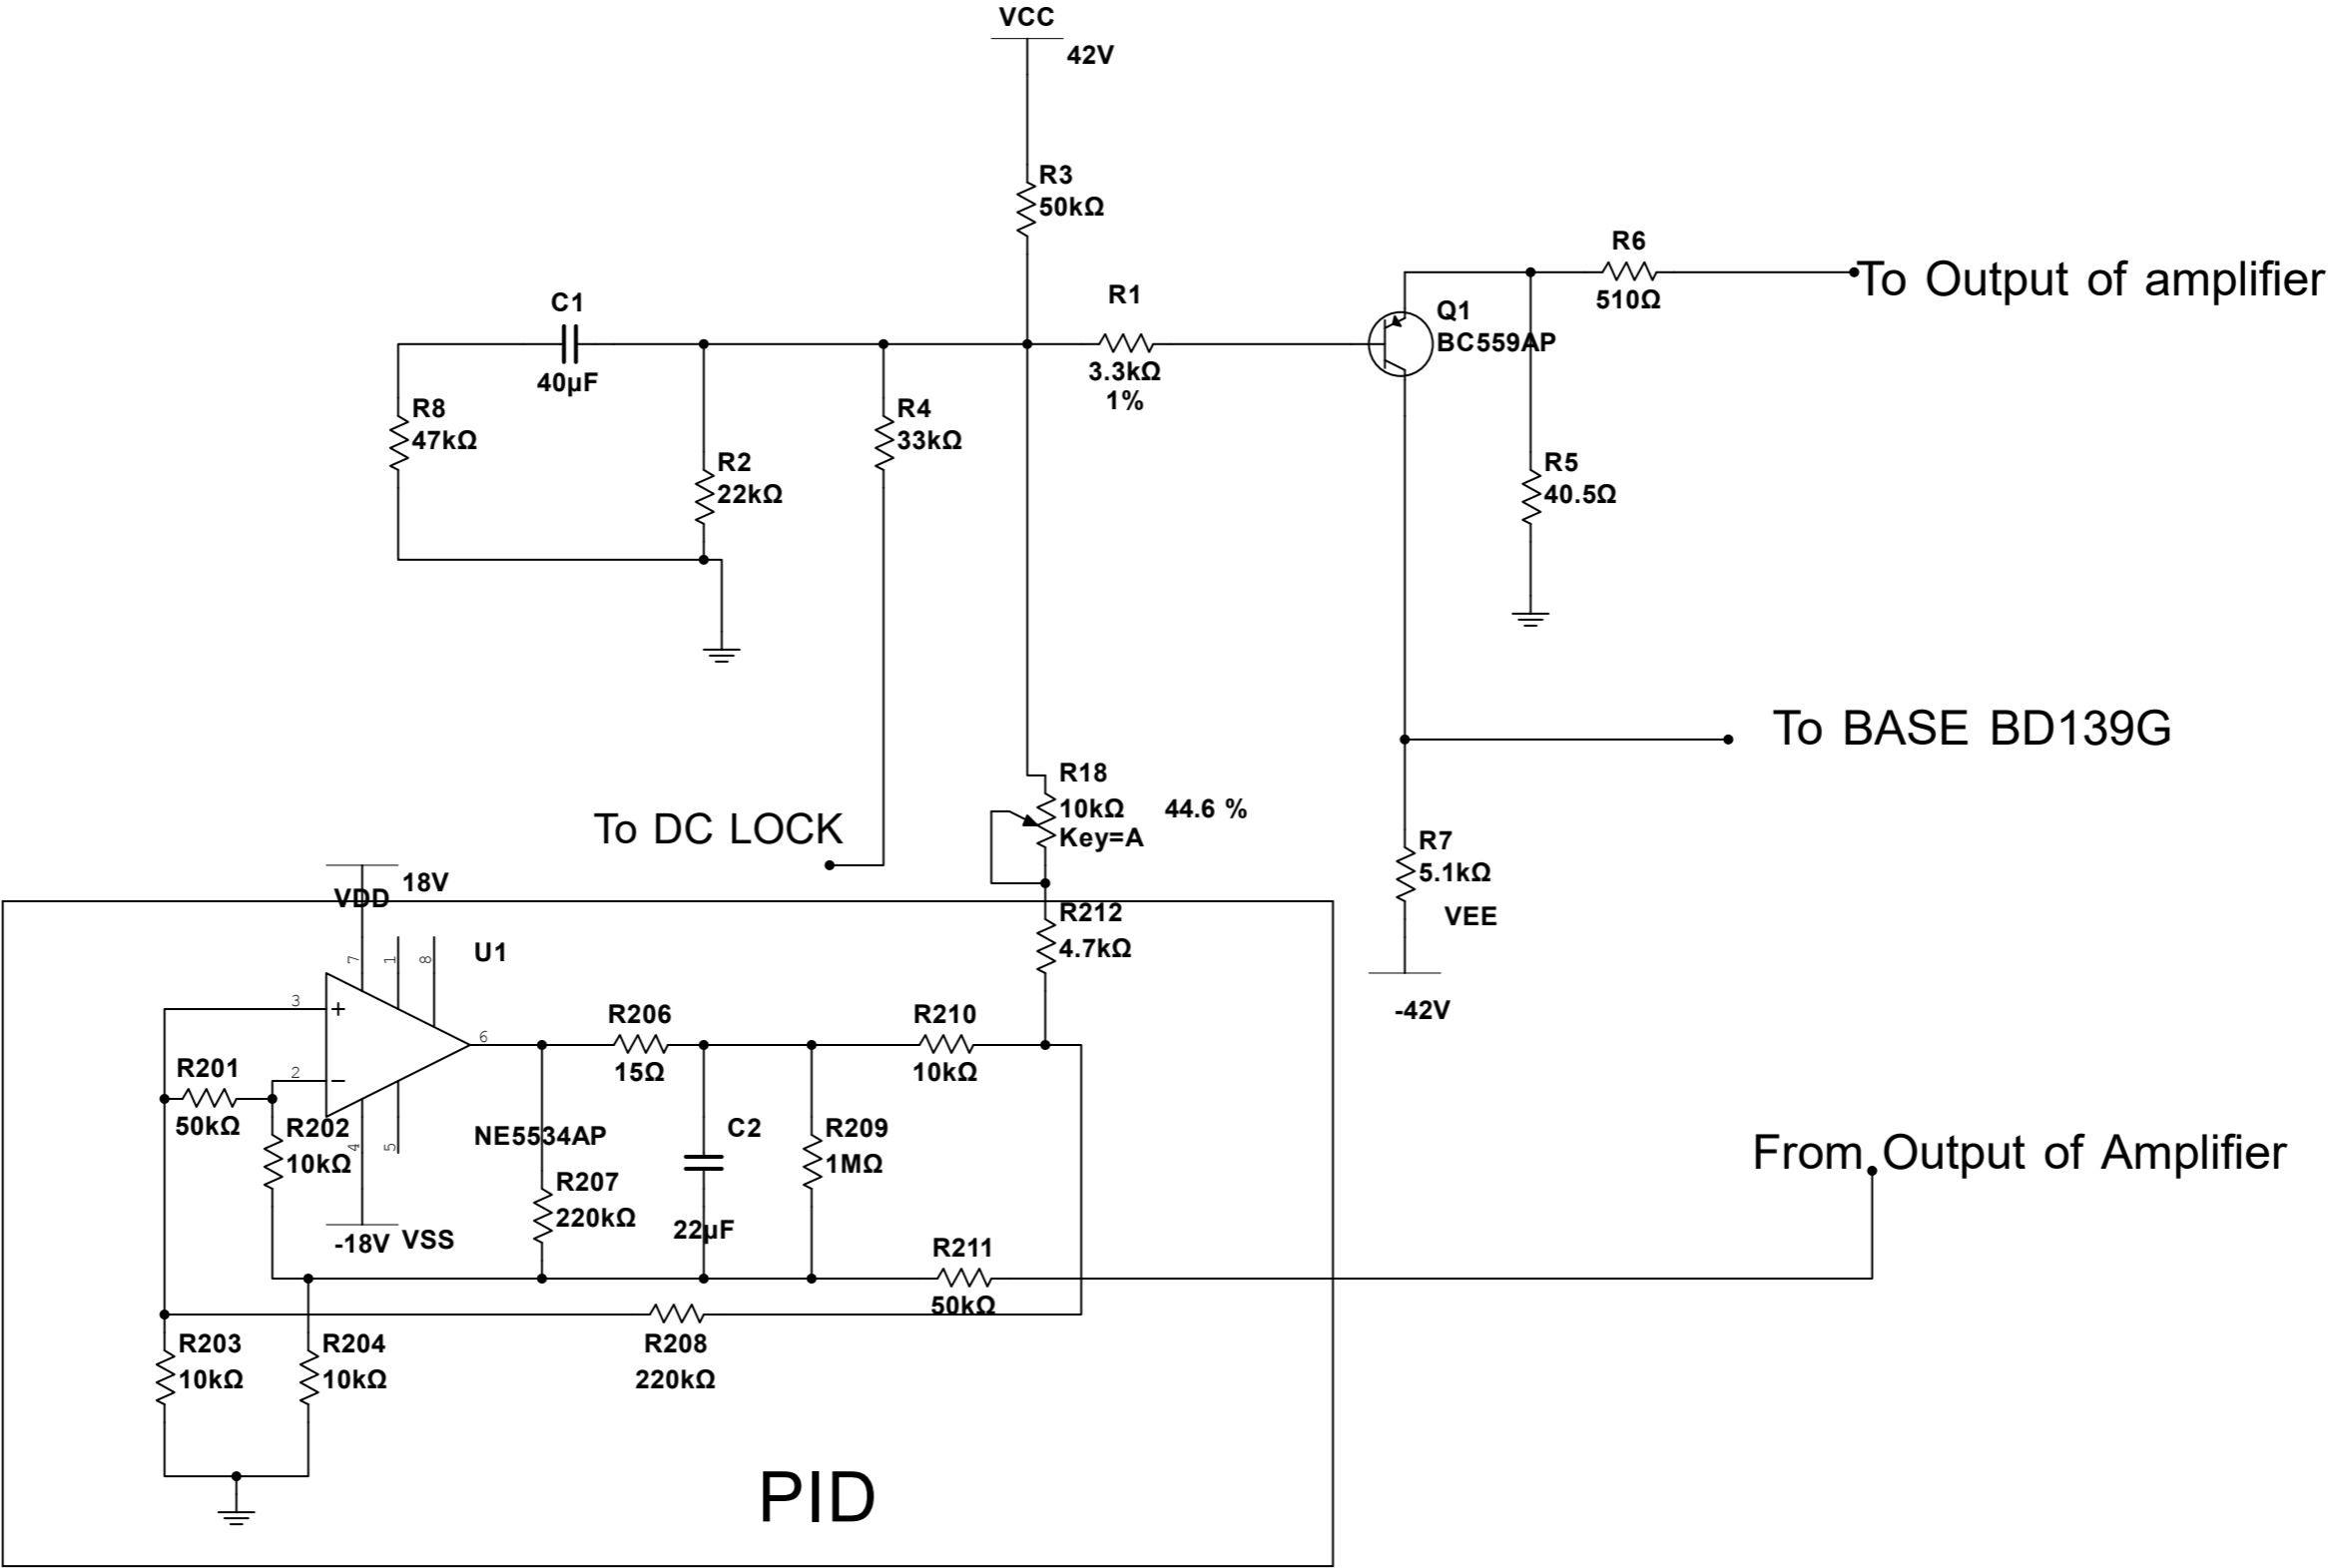 VCC
42V
R3
50kΩ
R6
To Output of amplifier
510Ω
C1
R1
Q1
BC559AP
40µF
3.3kΩ
1%
R8
47kΩ
R4
33kΩ
R2
22kΩ
R5
40.5Ω
To BASE BD139G
R18
10kΩ 44.6 %
Key=A
To DC LOCK
R7
5.1kΩ
VEE
18V
VDD
R212
4.7kΩ
U1
7
1
8
-42V
3
+
R206
R210
6
R201
2
−
15Ω
10kΩ
50kΩ
R202
10kΩ
4
5
NE5534AP
C2
R209
1MΩ
From Output of Amplifier
R207
220kΩ
22µF
-18V VSS
R211
50kΩ
R203
10kΩ
R204
10kΩ
R208
220kΩ
PID